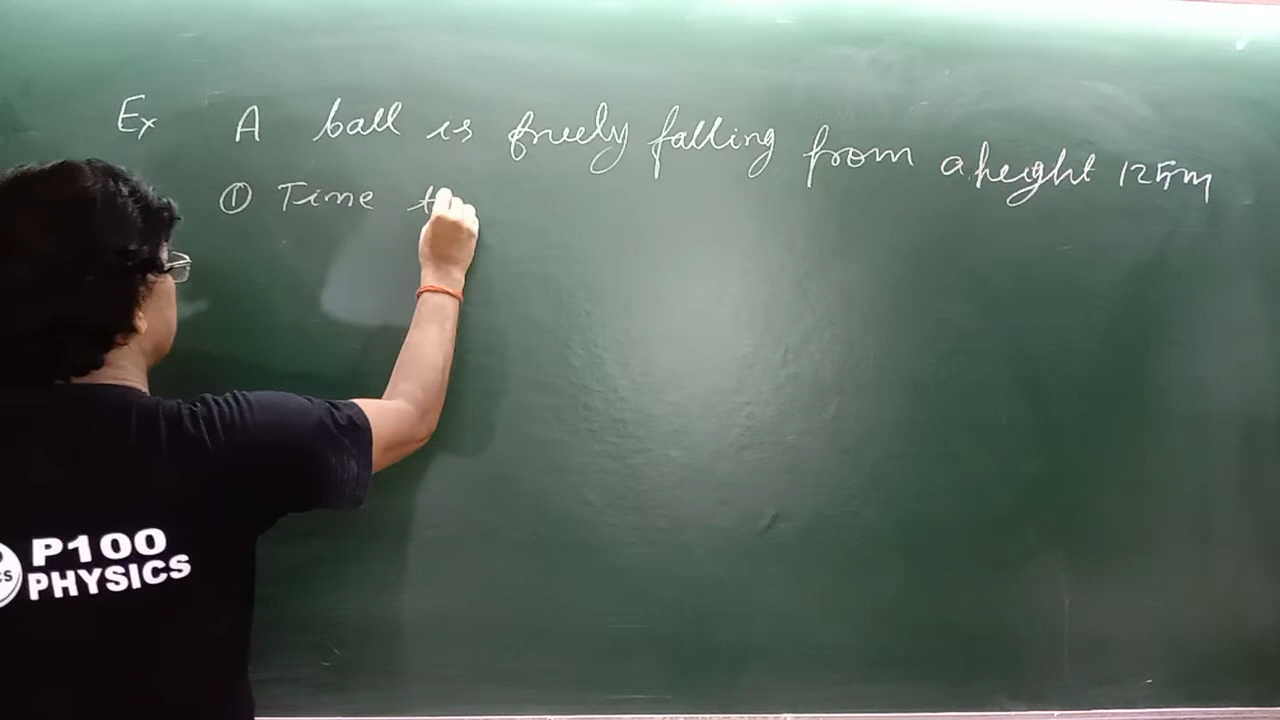 Ex A ball is freely falling from a height 125m
① Time
P100
PHYSICS